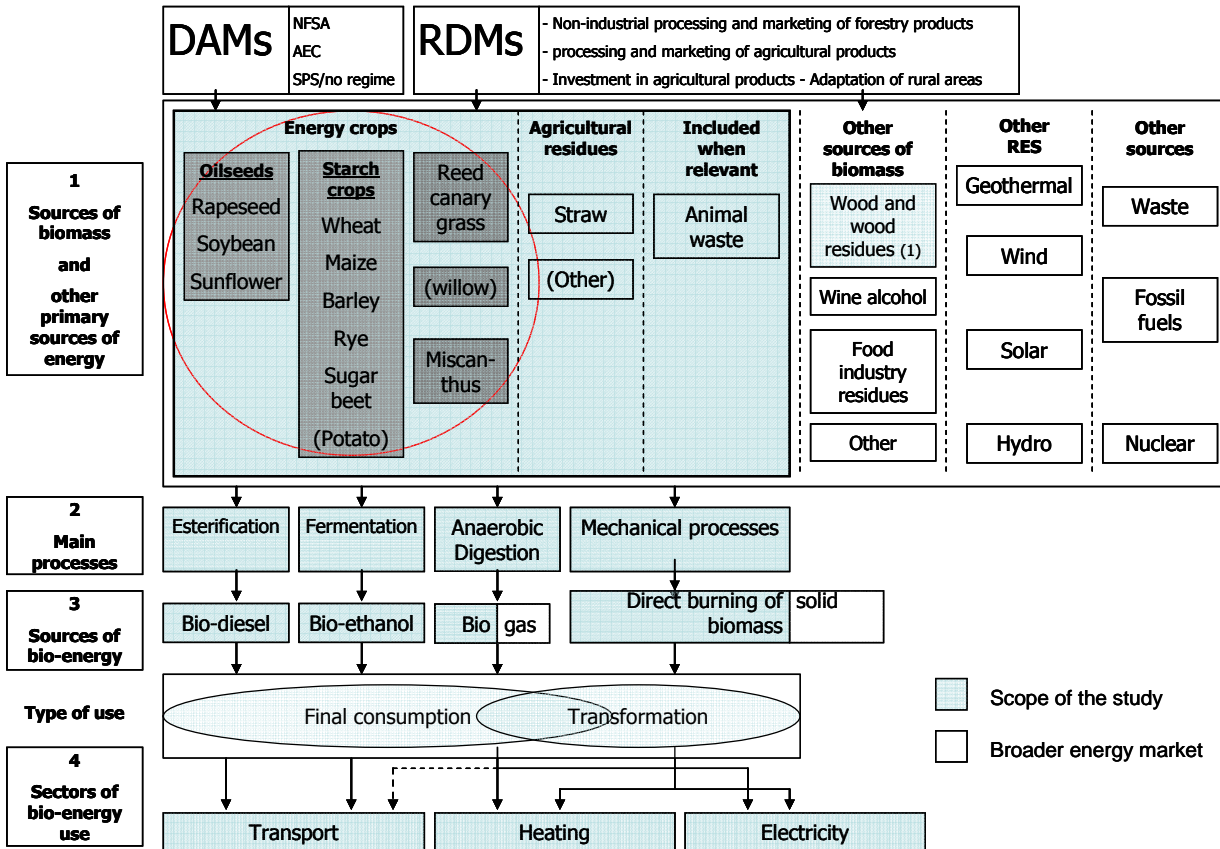 DAMs
NFSA
AEC
SPS/no regime
RDMs
- Non-industrial processing and marketing of forestry products
- processing and marketing of agricultural products
- Investment in agricultural products - Adaptation of rural areas
1
Sources of
biomass
and
other
primary
sources of
energy
Energy crops
Oilseeds
Rapeseed
Soybean
Sunflower
Starch
crops
Wheat
Maize
Barley
Rye
Sugar
beet
(Potato)
Reed
canary
grass
(willow)
Miscan-
thus
Agricultural
residues
Straw
(Other)
Included
when
relevant
Animal
waste
Other
sources of
biomass
Wood and
wood
residues (1)
Wine alcohol
Food
industry
residues
Other
Other
RES
Geothermal
Wind
Solar
Hydro
Other
sources
Waste
Fossil
fuels
Nuclear
2
Main
processes
Esterification
Fermentation
Anaerobic
Digestion
Mechanical processes
3
Sources of
bio-energy
Bio-diesel
Bio-ethanol
Bio gas
Direct burning of solid
biomass
Type of use
Final consumption
Transformation
Scope of the study
Broader energy market
4
Sectors of
bio-energy
use
Transport
Heating
Electricity